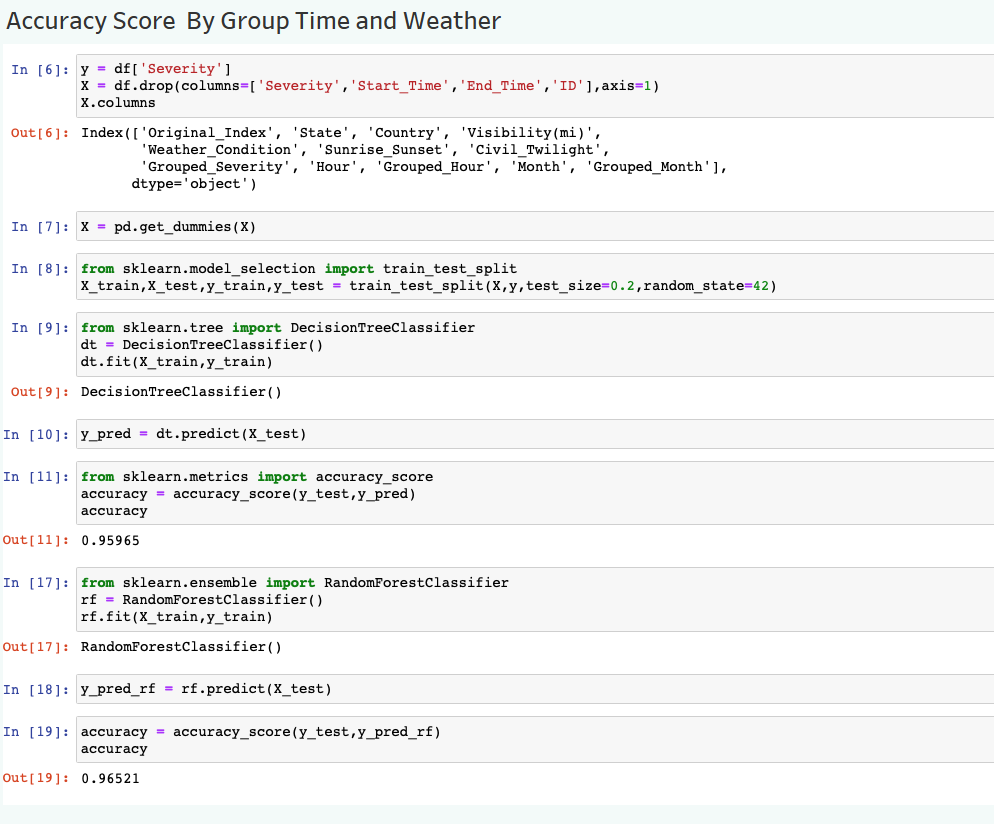 Accuracy Score By Group Time and Weather
In [6]: y = df['Severity']
X = df.drop(columns=['Severity','Start_Time','End_Time','ID'],axis=1)
X.columns
Out[6]: Index(['Original_Index', 'State', 'Country', 'Visibility(mi)',
'Weather_Condition', 'Sunrise_Sunset', 'Civil_Twilight',
'Grouped_Severity', 'Hour', 'Grouped_Hour', 'Month', 'Grouped_Month'],
dtype='object')
In [7]: X = pd.get_dummies(X)
In [8]: from sklearn.model_selection import train_test_split
X_train,X_test,y_train,y_test = train_test_split(X,y,test_size=0.2,random_state=42)
In [9]: from sklearn.tree import DecisionTreeClassifier
dt = DecisionTreeClassifier()
dt.fit(X_train,y_train)
Out[9]: DecisionTreeClassifier()
In [10]: y_pred = dt.predict(X_test)
In [11]: from sklearn.metrics import accuracy_score
accuracy = accuracy_score(y_test,y_pred)
accuracy
Out[11]: 0.95965
In [17]: from sklearn.ensemble import RandomForestClassifier
rf = RandomForestClassifier()
rf.fit(X_train,y_train)
Out[17]: RandomForestClassifier()
In [18]: y_pred_rf = rf.predict(X_test)
In [19]: accuracy = accuracy_score(y_test,y_pred_rf)
accuracy
Out[19]: 0.96521